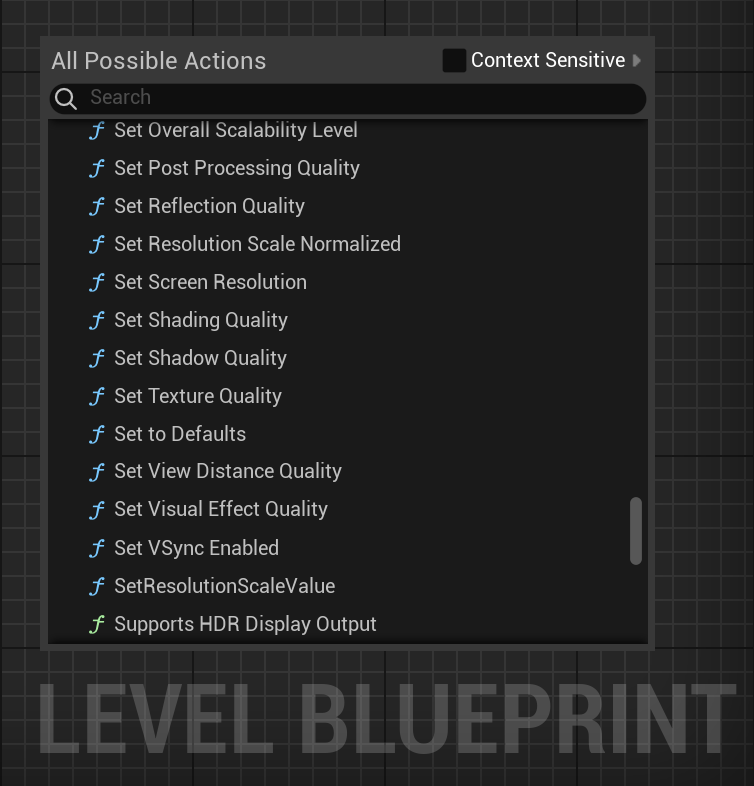 All Possible Actions
Context Sensitive
Search
Set Overall Scalability Level
Set Post Processing Quality
Set Reflection Quality
Set Resolution Scale Normalized
Set Screen Resolution
Set Shading Quality
Set Shadow Quality
Set Texture Quality
Set to Defaults
Set View Distance Quality
Set Visual Effect Quality
Set VSync Enabled
SetResolutionScaleValue
Supports HDR Display Output
LEVEL BLUEPRINT